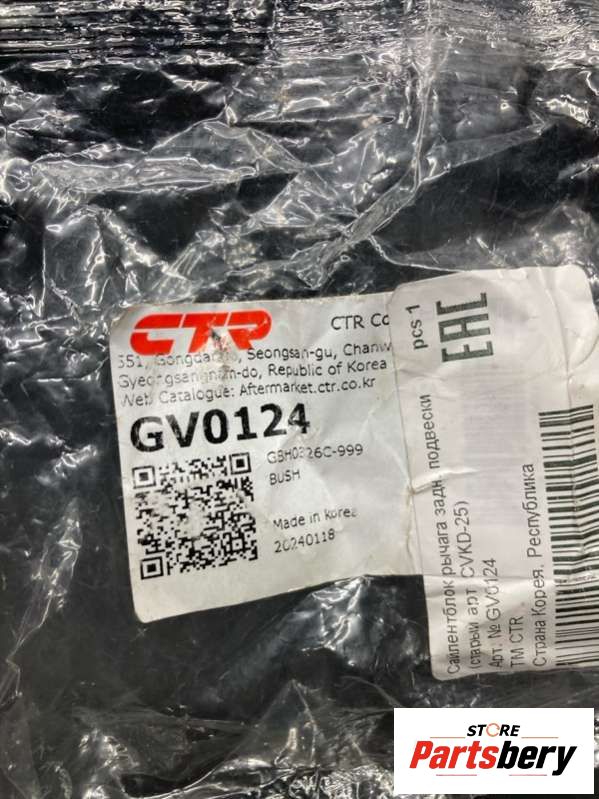 CTR
CTR Co
351, Gongdan-ro, Seongsan-gu, Changw
Gyeongsangnam-do, Republic of Korea
Web Catalogue: Aftermarket.ctr.co.kr
GV0124
GBH0326C-999
BUSH
Made in Korea
20240118
pcs 1
EAC
Сайлентблок рычага задн подвески
(старый арт CVKD-25)
Арт. № GV0124
TM CTR
Страна Корея, Республика
STORE
Partsbery